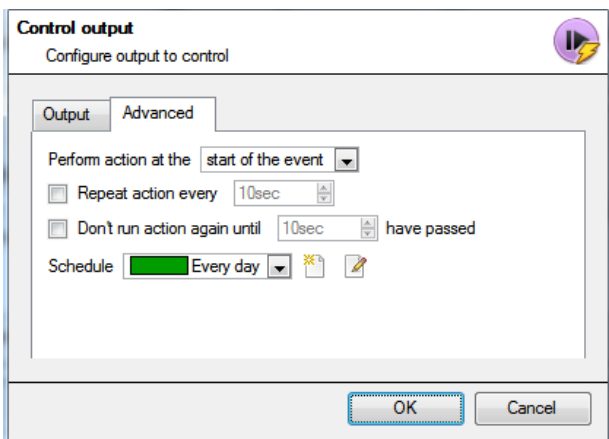 Control output
Configure output to control
Output Advanced
Perform action at the start of the event
Repeat action every 10sec
Don't run action again until 10sec have passed
Schedule Every day
OK Cancel